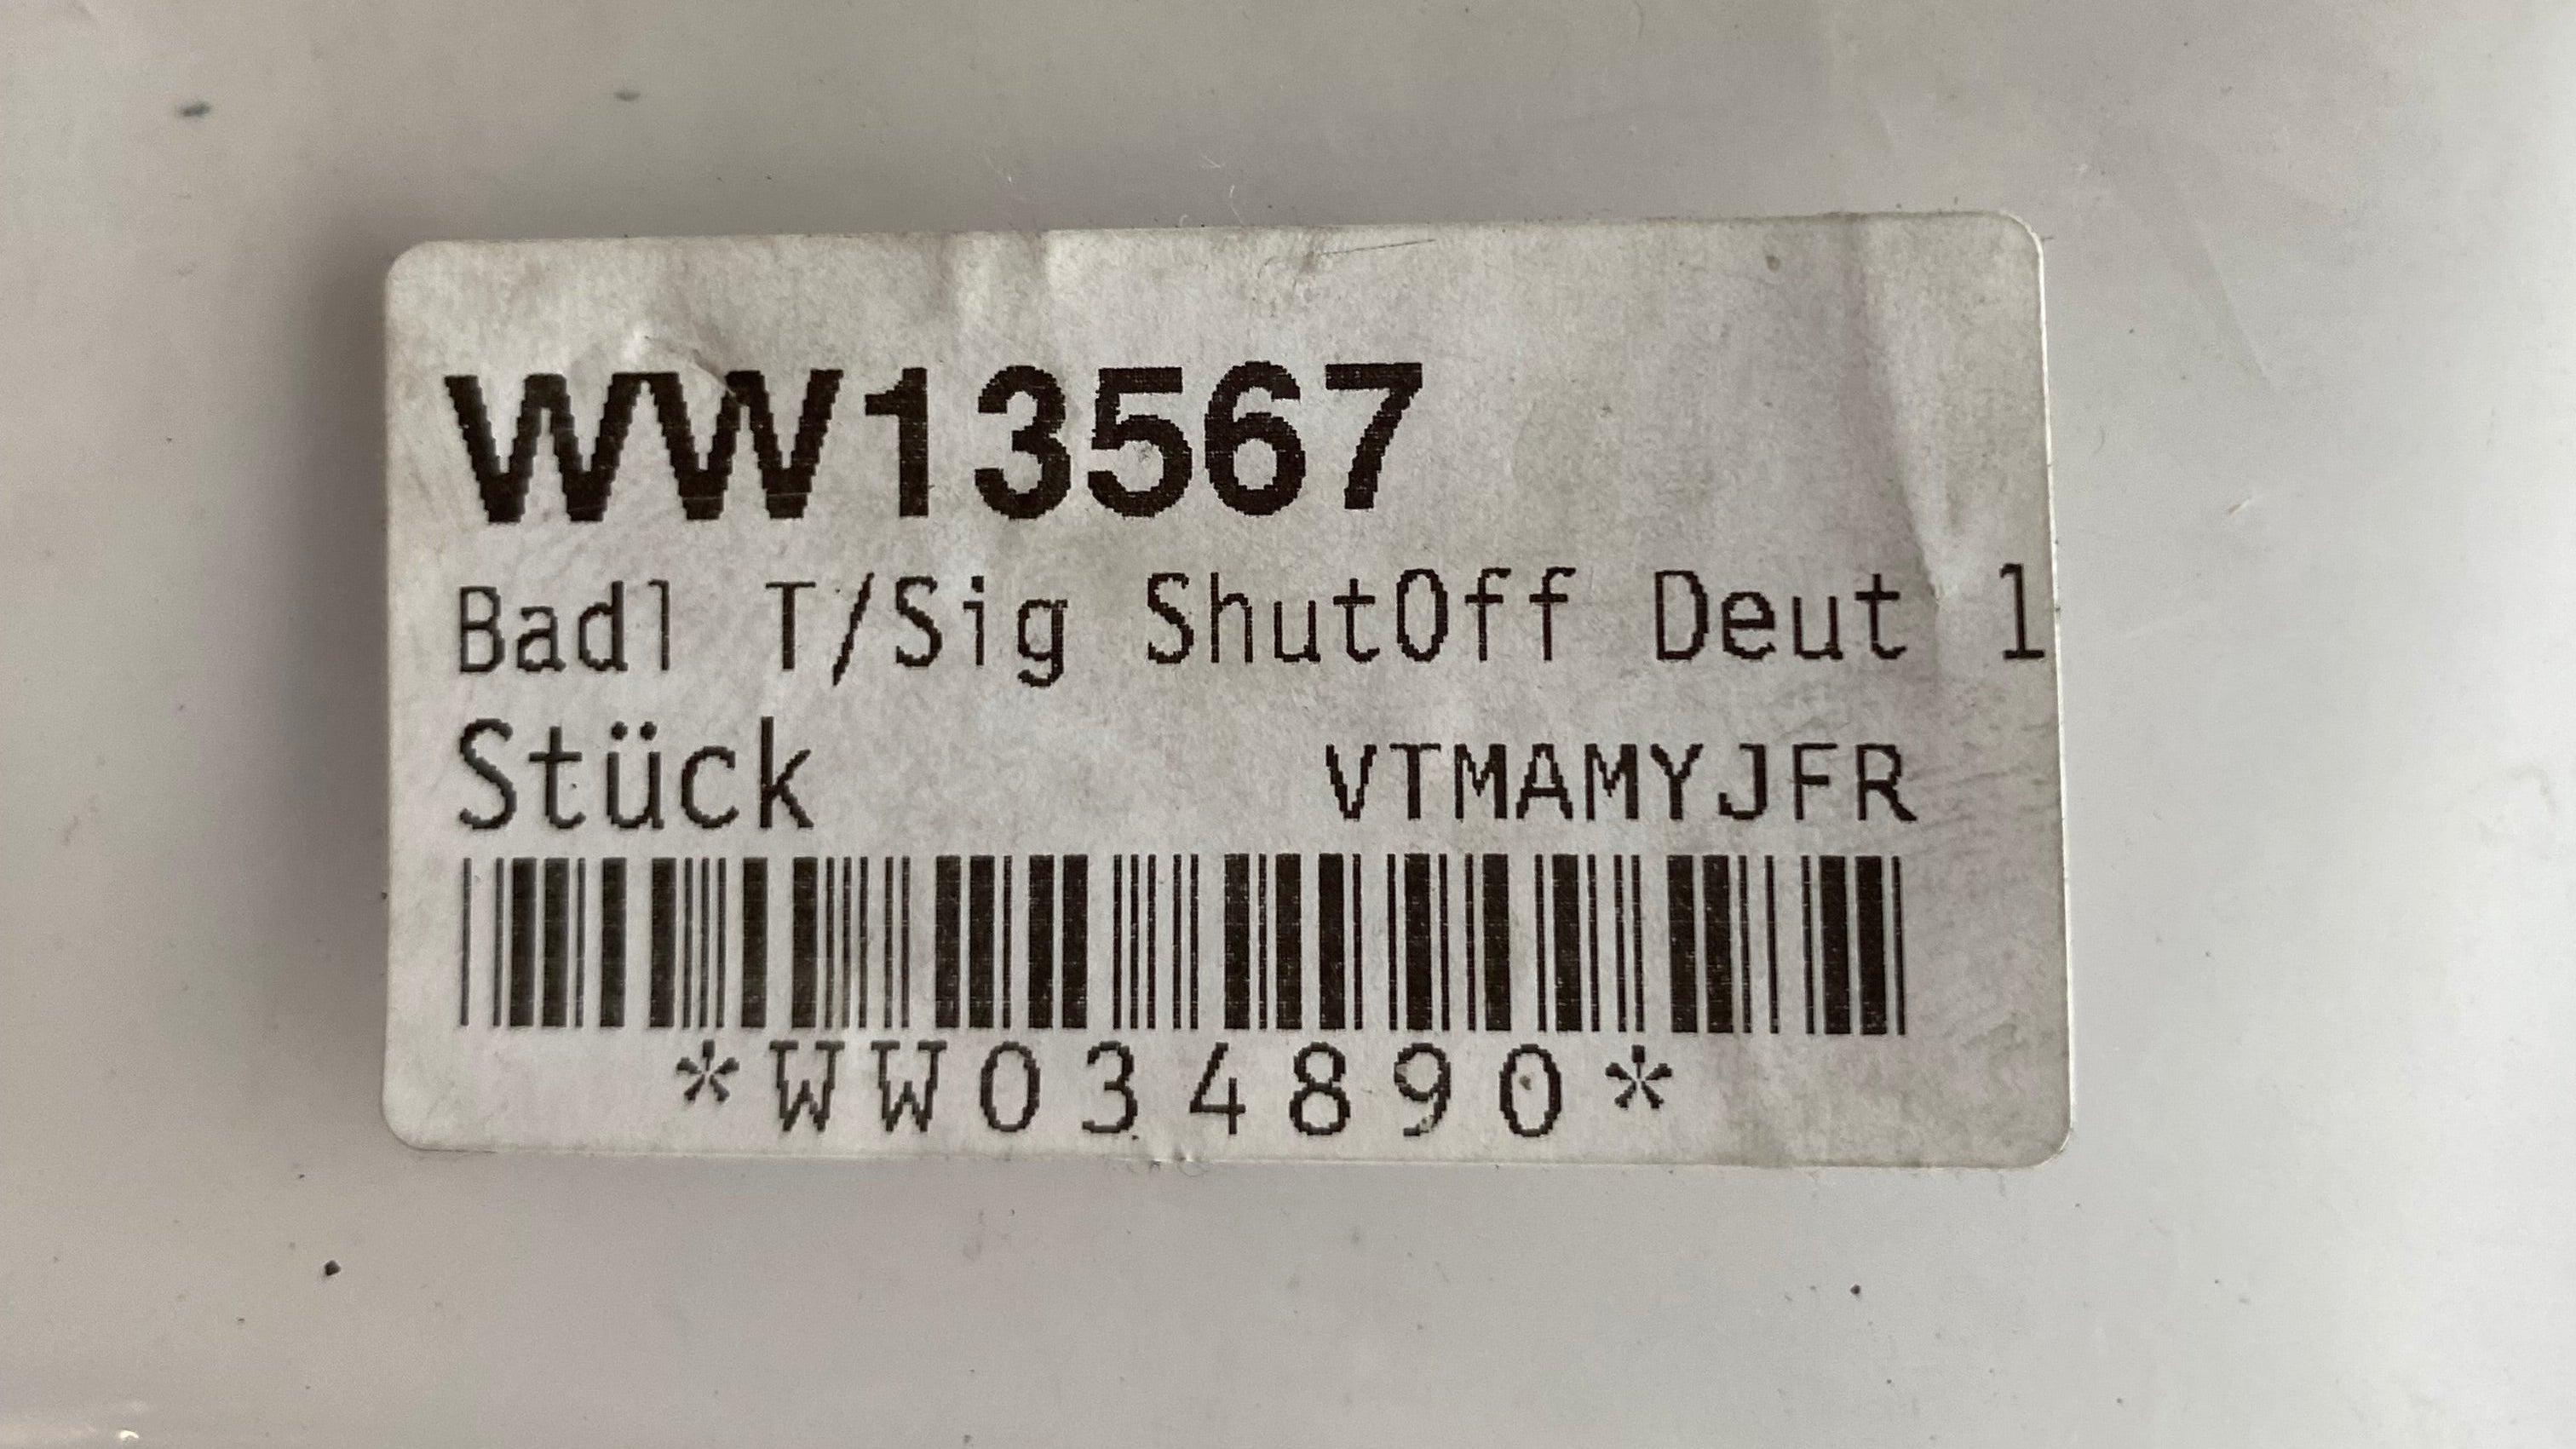 WW13567
Badl T/Sig ShutOff Deut 1
Stück VTMAMYJFR
*WW034890*